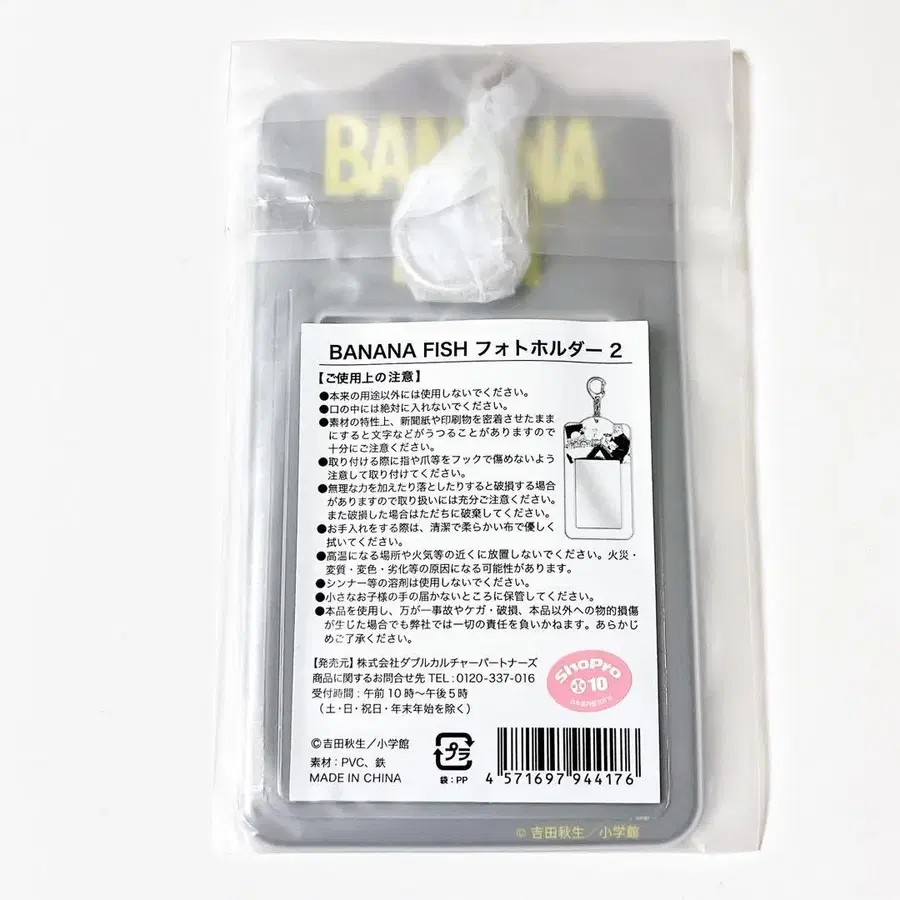 BANANA
BANANA FISH フォトホルダー 2
【ご使用上の注意】
●本来の用途以外には使用しないでください。
●口の中には絶対に入れないでください。
●素材の特性上、新聞紙や印刷物を密着させたまま
にすると文字などがうつることがありますので
十分にご注意ください。
●取り付ける際に指や爪等をフックで傷めないよう
注意して取り付けてください。
●無理な力を加えたり落としたりすると破損する場合
がありますので取り扱いには充分ご注意ください。
また破損した場合はただちに破棄してください。
●お手入れをする際は、清潔で柔らかい布で優しく
拭いてください。
●高温になる場所や火気等の近くに放置しないでください。火災・
変質・変色・劣化等の原因になる可能性があります。
●シンナー等の溶剤は使用しないでください。
●小さなお子様の手の届かないところに保管してください。
●本品を使用し、万が一事故やケガ・破損、本品以外への物的損傷
が生じた場合でも弊社では一切の責任を負いかねます。あらかじ
めご了承ください。
【発売元】株式会社ダブルカルチャーパートナーズ
商品に関するお問合せ先 TEL:0120-337-016
受付時間:午前10時~午後5時
(土・日・祝日・年末年始を除く)
ShoPro
10
©吉田秋生/小学館
素材:PVC、鉄
MADE IN CHINA
プラ
袋:PP
4 571697 944176
© 吉田秋生/小学館